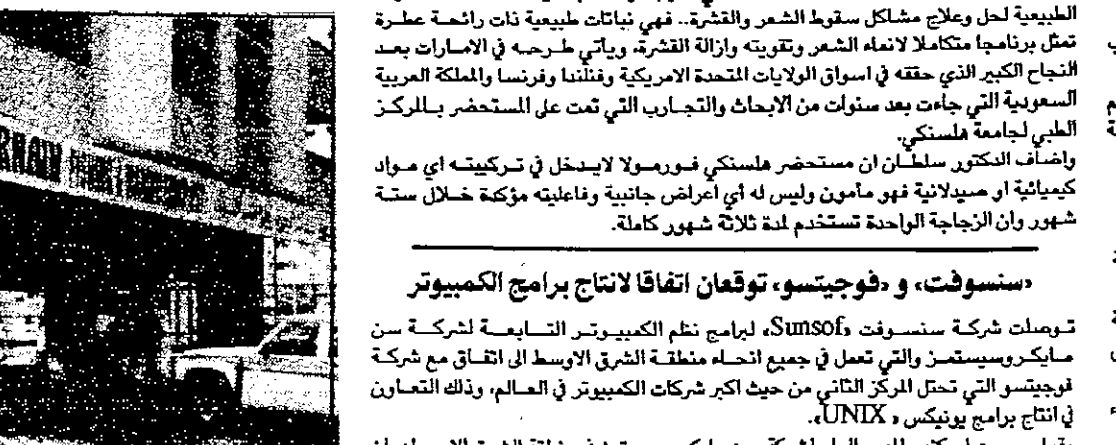 الطبيعية لحل وعلاج مشاكل سقوط الشعر والقشرة.. فهي نباتات طبيعية ذات رائحة عطرة
تمثل برنامجا متكاملا لانماء الشعر وتقويته وازالة القشرة، ويأتي طرحه في الامارات بعد
النجاح الكبير الذي حققه في اسواق الولايات المتحدة الامريكية وفنلندا وفرنسا والمملكة العربية
السعودية التي جاءت بعد سنوات من الابحاث والتجارب التي تمت على المستحضر بالمركز
الطبي لجامعة هلسنكي.
واضاف الدكتور سلطان ان مستحضر هلسنكي فورمولا لايدخل في تركيبته اي مواد
كيميائية او صيدلانية فهو مأمون وليس له أي أعراض جانبية وفاعليته مؤكدة خلال ستة
شهور وان الزجاجة الواحدة تستخدم لمدة ثلاثة شهور كاملة.
«سنسوفت» و «فوجيتسو» توقعان اتفاقا لانتاج برامج الكمبيوتر
توصلت شركة سنسوفت «Sunsof» لبرامج نظم الكمبيوتر التابعة لشركة سن
مايكروسيستمز والتي تعمل في جميع انحاء منطقة الشرق الاوسط الى اتفاق مع شركة
فوجيتسو التي تحتل المركز الثاني من حيث اكبر شركات الكمبيوتر في العالم، وذلك التعاون
في انتاج برامج يونيكس «UNIX».